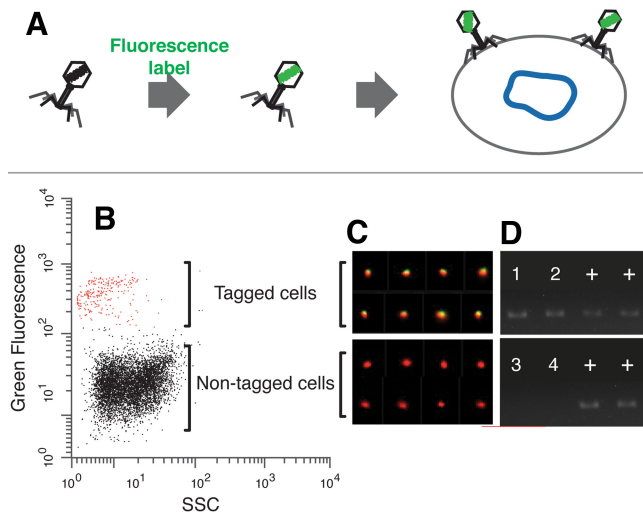 A
Fluorescence
label
B
C
D
Green Fluorescence
10^4
10^3
10^2
10^1
10^0
Tagged cells
Non-tagged cells
10^0
10^1
10^2
10^3
10^4
SSC
1 2 + +
3 4 + +